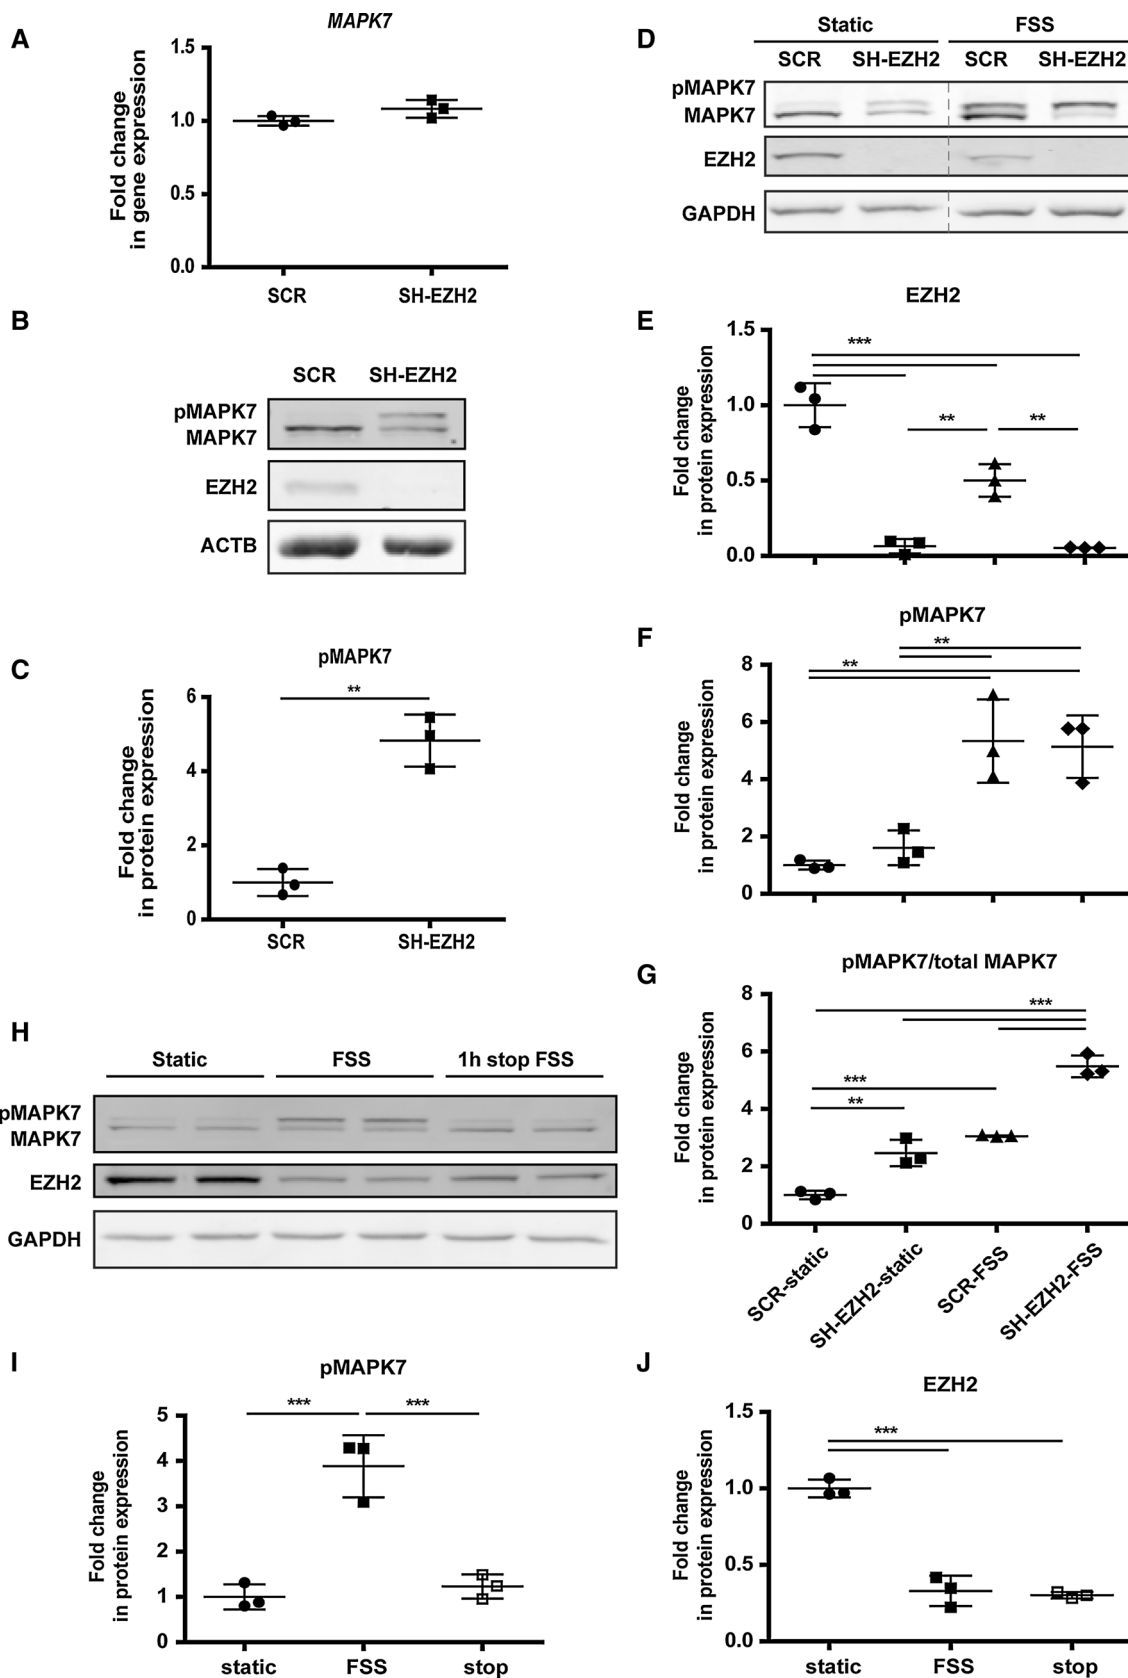 A
MAPK7
Fold change
in gene expression
1.5
1.0
0.5
0.0
SCR
SH-EZH2
B
SCR SH-EZH2
pMAPK7
MAPK7
EZH2
ACTB
C
pMAPK7
**
Fold change
in protein expression
6
4
2
0
SCR
SH-EZH2
D
Static FSS
SCR SH-EZH2 SCR SH-EZH2
pMAPK7
MAPK7
EZH2
GAPDH
E
EZH2
***
** **
Fold change
in protein expression
1.5
1.0
0.5
0.0
F
pMAPK7
**
**
Fold change
in protein expression
8
6
4
2
0
G
pMAPK7/total MAPK7
***
***
**
Fold change
in protein expression
8
6
4
2
0
SCR-static
SH-EZH2-static
SCR-FSS
SH-EZH2-FSS
H
Static FSS 1h stop FSS
pMAPK7
MAPK7
EZH2
GAPDH
I
pMAPK7
*** ***
Fold change
in protein expression
5
4
3
2
1
0
static FSS stop
J
EZH2
***
Fold change
in protein expression
1.5
1.0
0.5
0.0
static FSS stop